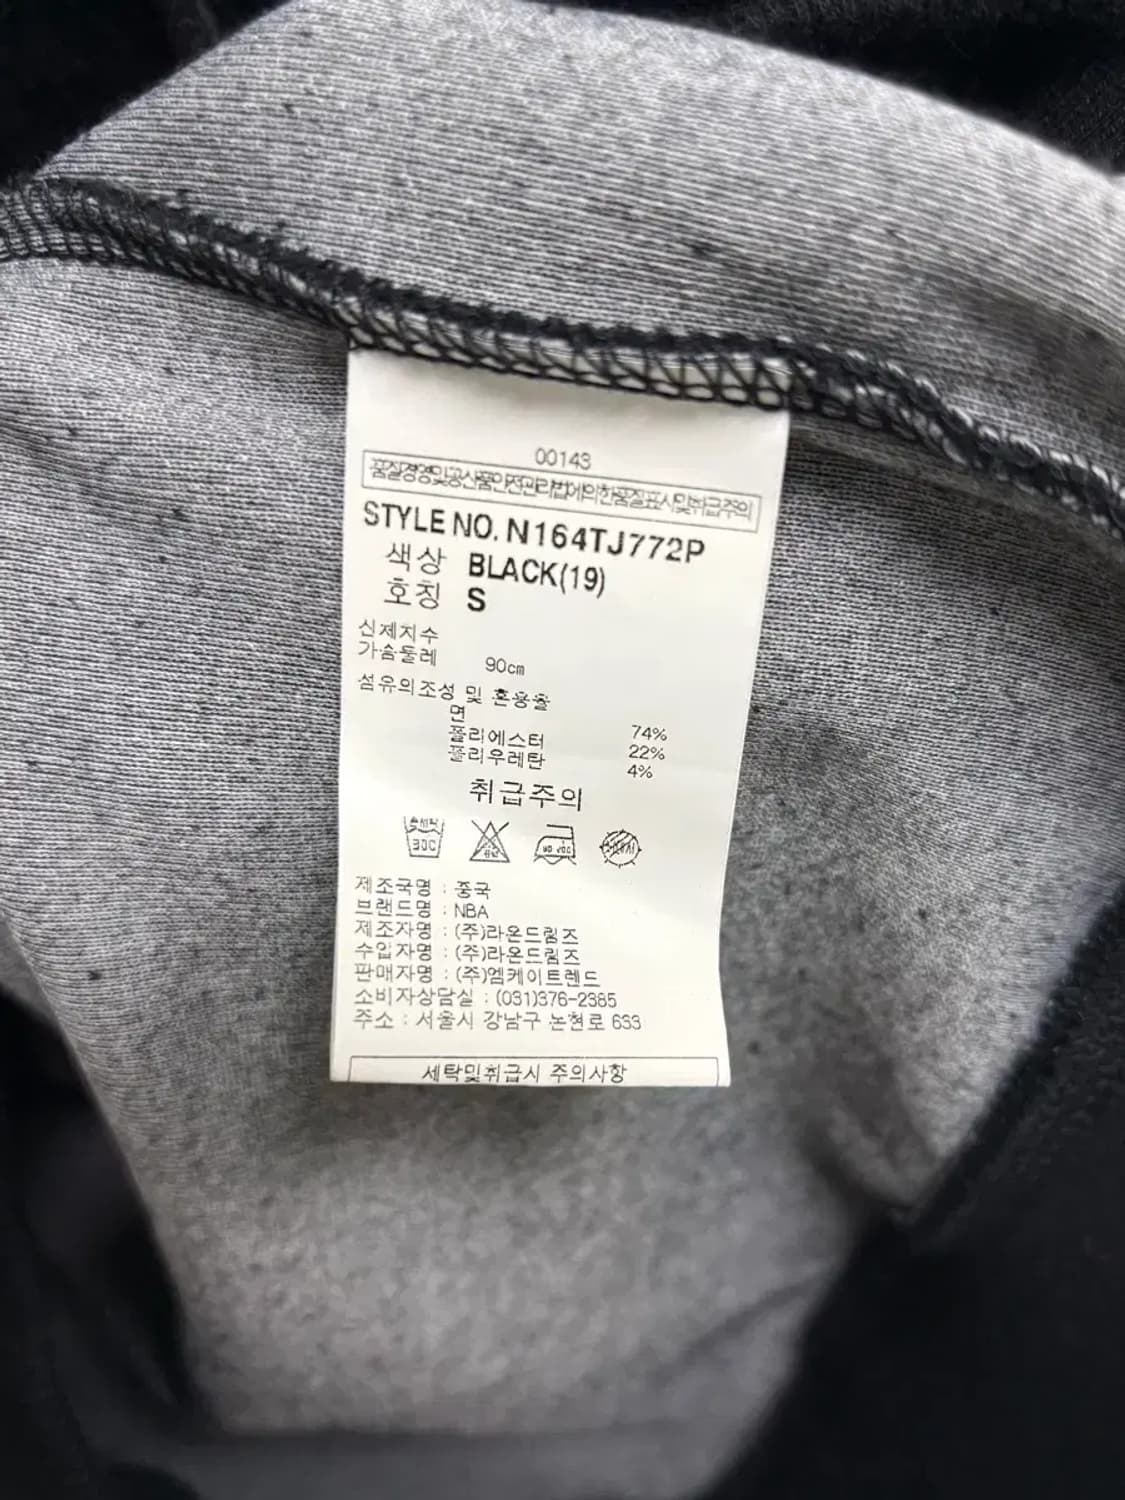 00143
품질경영및공산품안전관리법에의한품질표시및취급주의
STYLE NO. N164TJ772P
색상 BLACK(19)
호칭 S
신체치수
가슴둘레 90cm
섬유의조성 및 혼용율
면 74%
폴리에스터 22%
폴리우레탄 4%
취급주의
제조국명 : 중국
브랜드명 : NBA
제조자명 : (주)라온드림즈
수입자명 : (주)라온드림즈
판매자명 : (주)엠케이트렌드
소비자상담실 : (031)376-2385
주소 : 서울시 강남구 논현로 633
세탁및취급시 주의사항